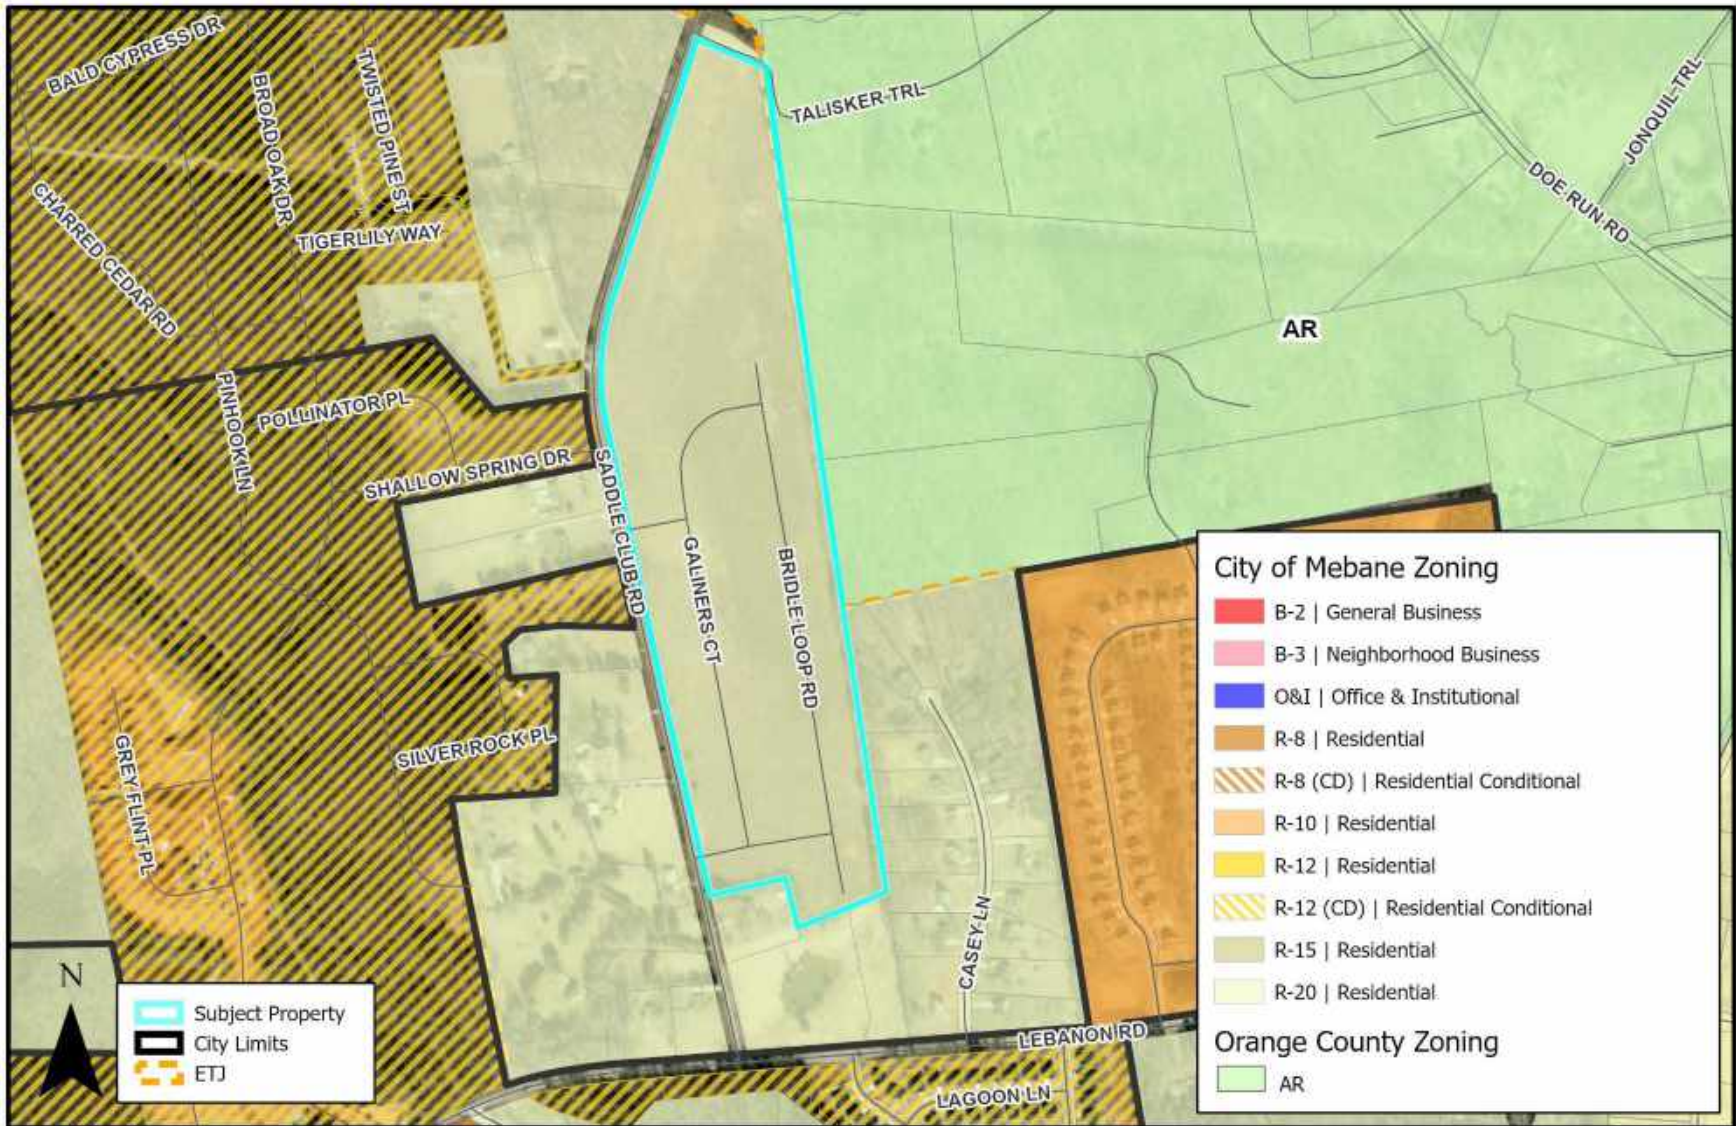 BALD CYPRESS DR
BROAD OAK DR
TWISTED PINE ST
TIGERLILY WAY
CHARRED CEDAR RD
TALISKER TRL
JONQUIL TRL
DOE RUN RD
AR
PINHOOK LN
POLLINATOR PL
SHALLOW SPRING DR
SADDLE CLUB RD
GALINERS CT
BRIDLE LOOP RD
SILVER ROCK PL
GREY FLINT PL
CASEY LN
LEBANON RD
LAGOON LN
N
Subject Property
City Limits
ETJ
City of Mebane Zoning
B-2 | General Business
B-3 | Neighborhood Business
O&I | Office & Institutional
R-8 | Residential
R-8 (CD) | Residential Conditional
R-10 | Residential
R-12 | Residential
R-12 (CD) | Residential Conditional
R-15 | Residential
R-20 | Residential
Orange County Zoning
AR